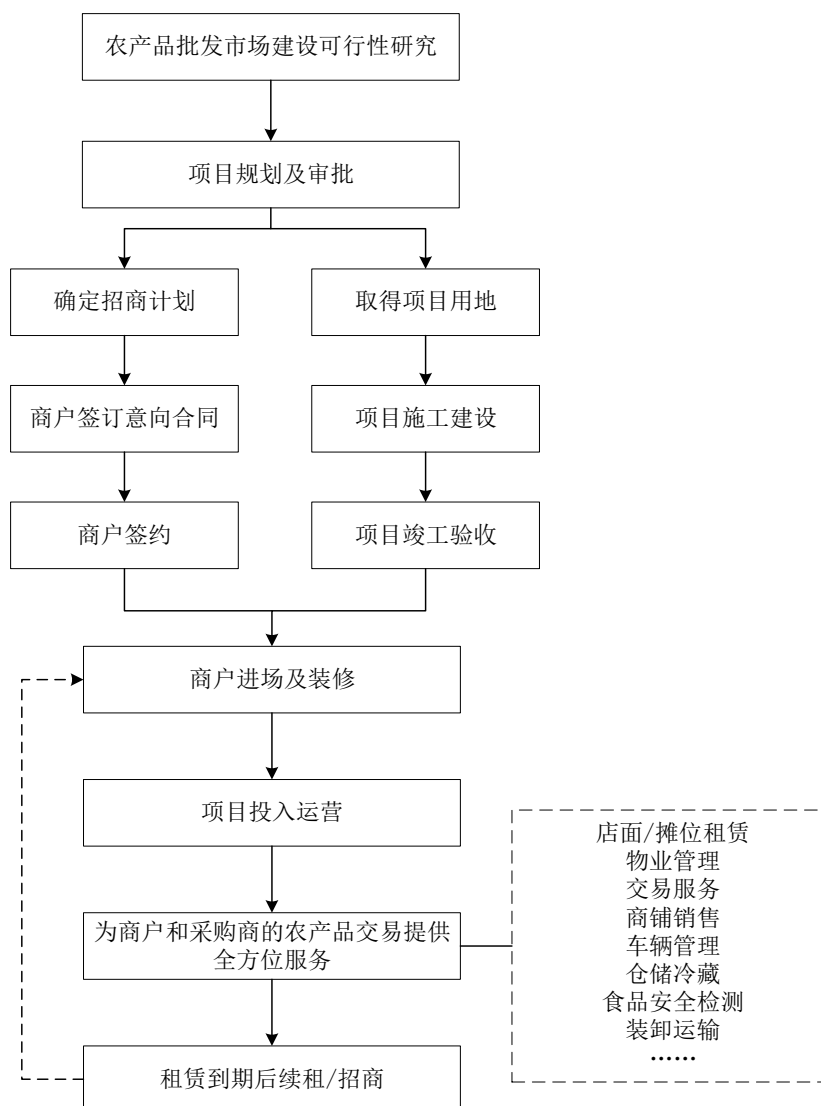 农产品批发市场建设可行性研究
项目规划及审批
确定招商计划
取得项目用地
商户签订意向合同
项目施工建设
商户签约
项目竣工验收
商户进场及装修
项目投入运营
为商户和采购商的农产品交易提供
全方位服务
店面/摊位租赁
物业管理
交易服务
商铺销售
车辆管理
仓储冷藏
食品安全检测
装卸运输
……
租赁到期后续租/招商